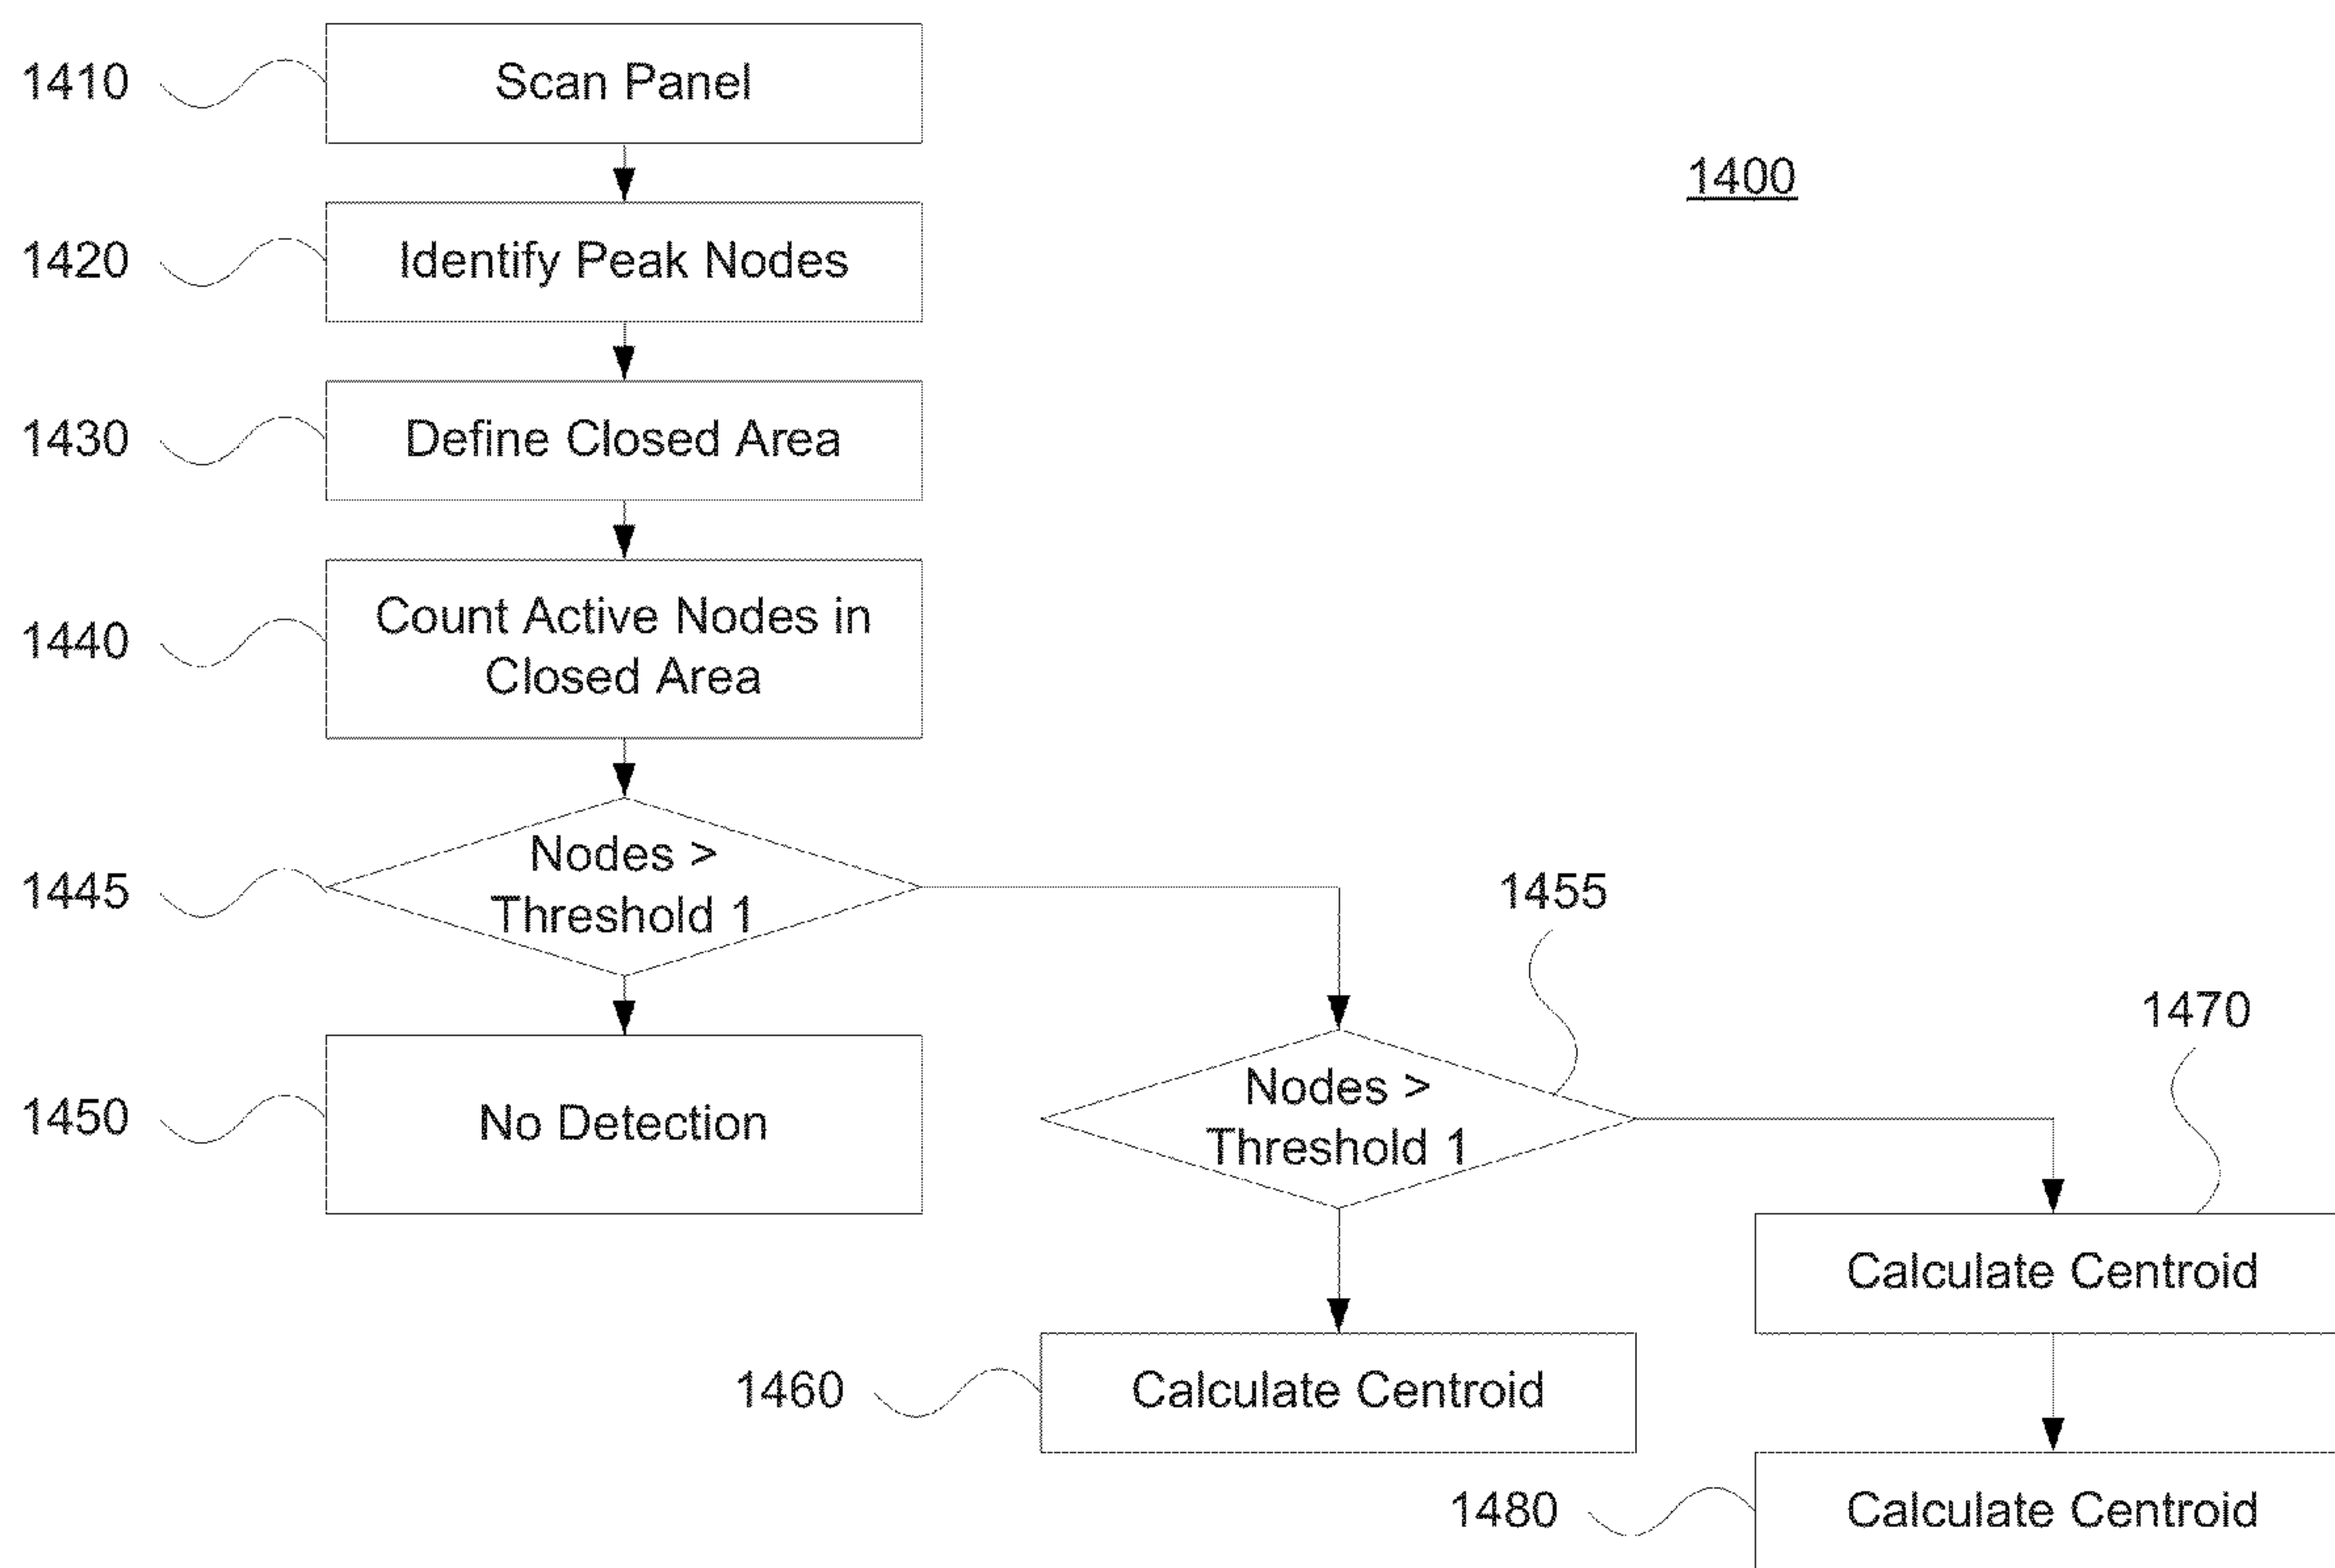 1410
Scan Panel
1400
1420
Identify Peak Nodes
1430
Define Closed Area
1440
Count Active Nodes in
Closed Area
1445
Nodes >
Threshold 1
1455
1450
No Detection
Nodes >
Threshold 1
1470
Calculate Centroid
1460
Calculate Centroid
1480
Calculate Centroid